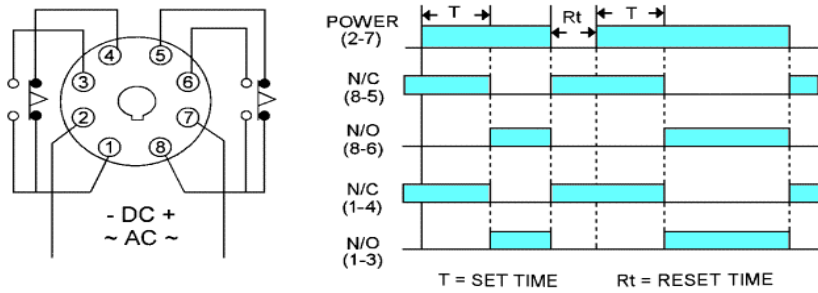 4 5
3 6
2 7
1 8
- DC +
~ AC ~
T Rt T
POWER
(2-7)
N/C
(8-5)
N/O
(8-6)
N/C
(1-4)
N/O
(1-3)
T = SET TIME Rt = RESET TIME